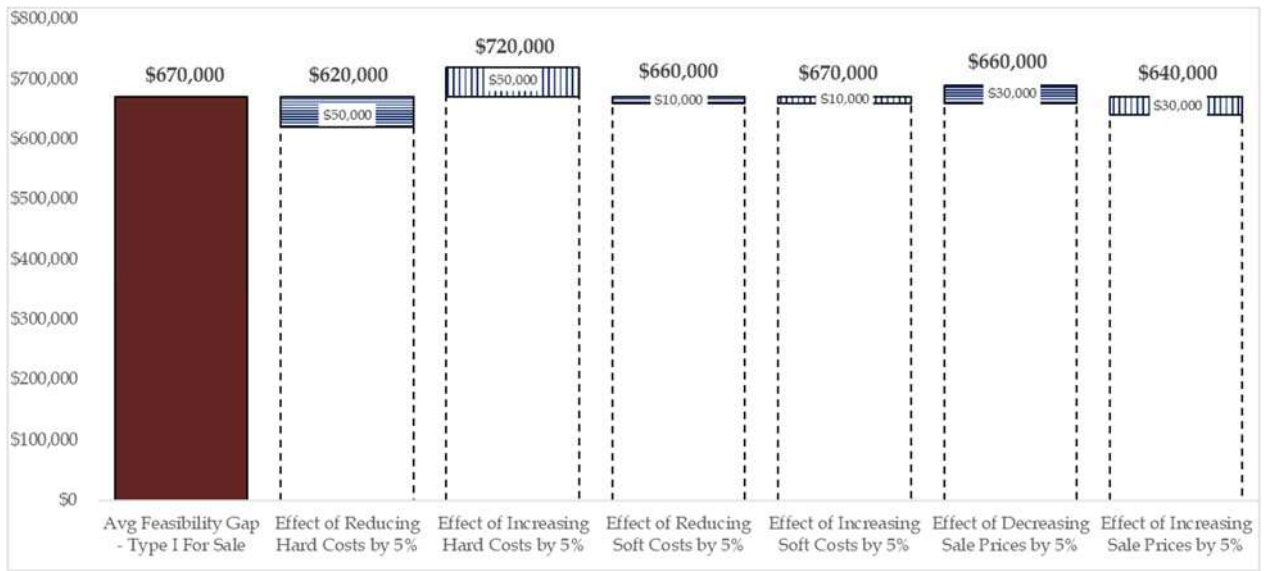 $800,000
$700,000
$600,000
$500,000
$400,000
$300,000
$200,000
$100,000
$0
$670,000
$620,000
$720,000
$660,000
$670,000
$660,000
$640,000
$50,000
$50,000
$10,000
$10,000
$30,000
$30,000
Avg Feasibility Gap
- Type I For Sale
Effect of Reducing
Hard Costs by 5%
Effect of Increasing
Hard Costs by 5%
Effect of Reducing
Soft Costs by 5%
Effect of Increasing
Soft Costs by 5%
Effect of Decreasing
Sale Prices by 5%
Effect of Increasing
Sale Prices by 5%